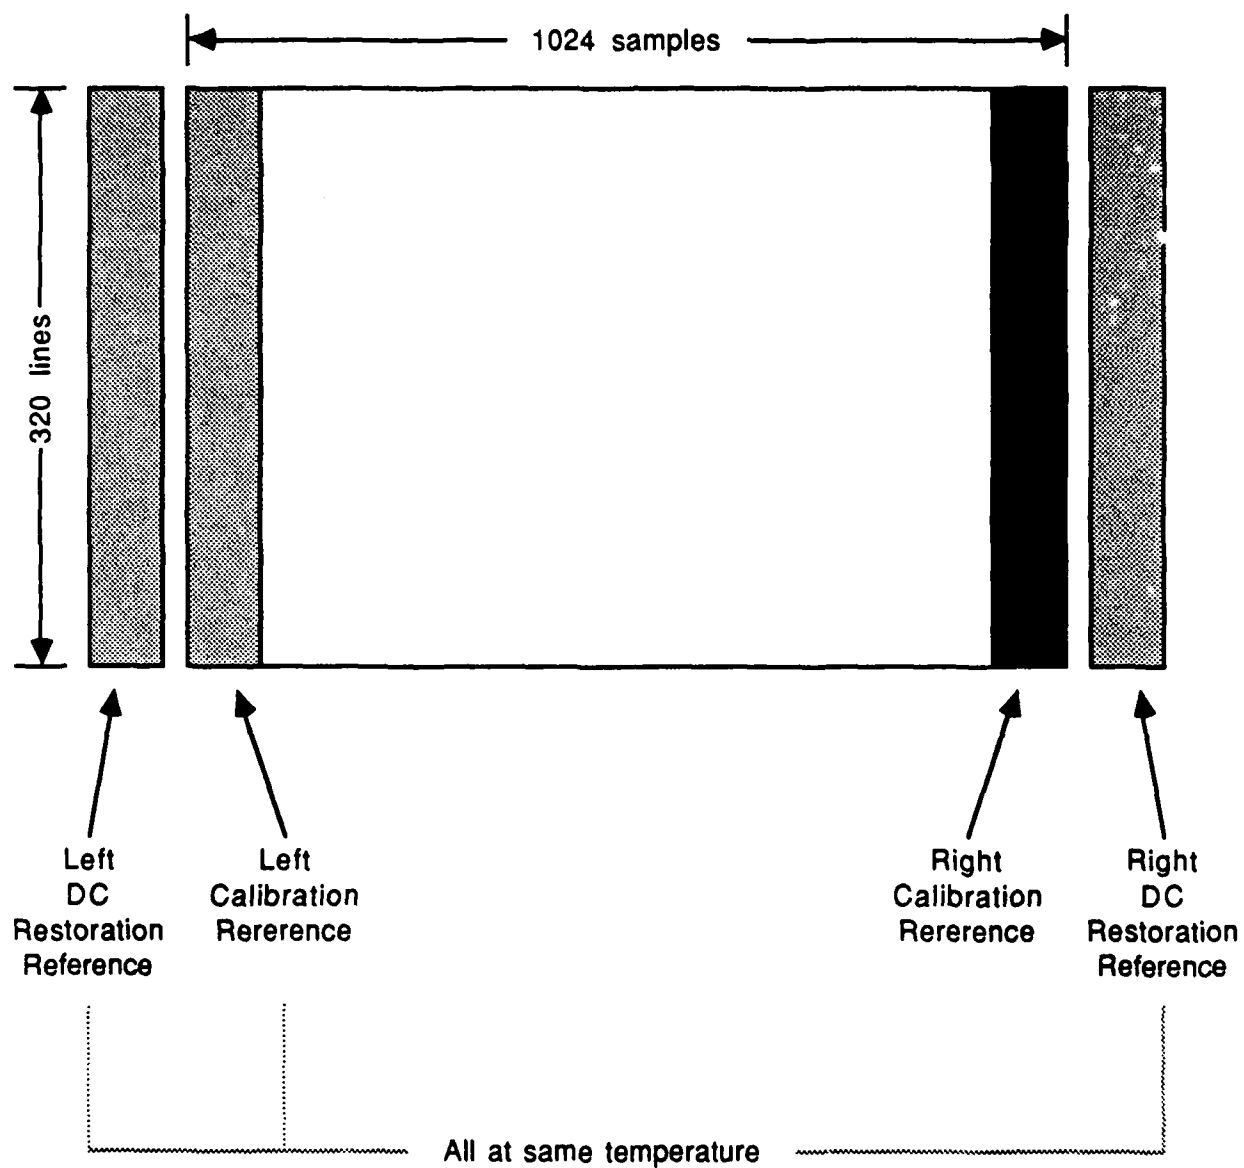 1024 samples
320 lines
Left
DC
Restoration
Reference
Left
Calibration
Rererence
Right
Calibration
Rererence
Right
DC
Restoration
Reference
All at same temperature